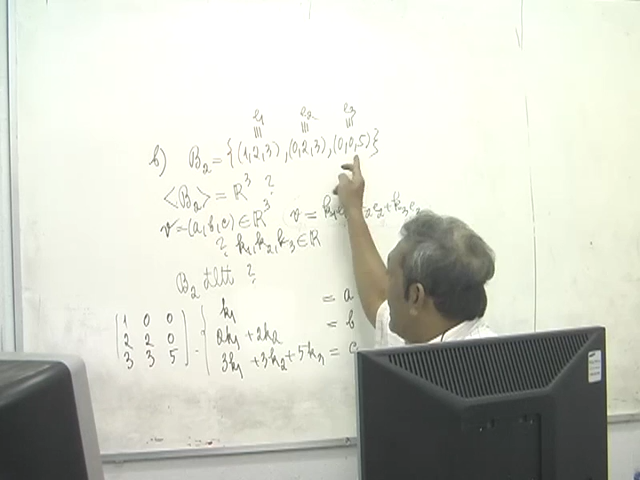 e₁ e₂ e₃
b) B₂ = {(1,2,3), (0,2,3), (0,0,5)}
<B₂> = ℝ³ ?
v = (a,b,c) ∈ ℝ³ v = k₁e₁ + k₂e₂ + k₃e₃
? k₁, k₂, k₃ ∈ ℝ
B₂ đltt ?
[1 0 0 k₁ = a
2 2 0 2k₁ + 2k₂ = b
3 3 5] { 3k₁ + 3k₂ + 5k₃ = c